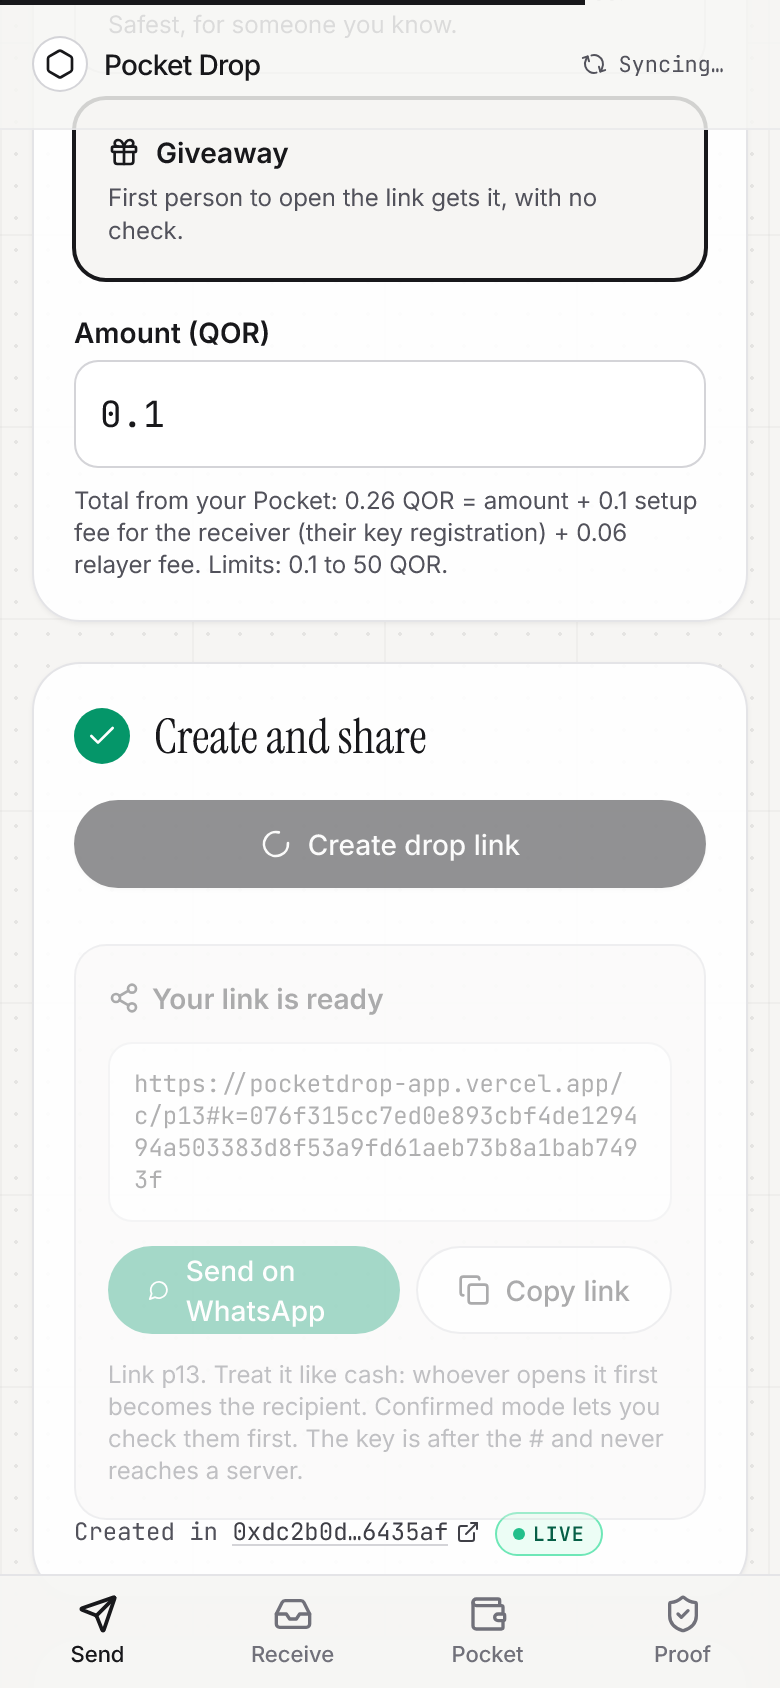 Safest, for someone you know.
Pocket Drop
Syncing…
Giveaway
First person to open the link gets it, with no
check.
Amount (QOR)
0.1
Total from your Pocket: 0.26 QOR = amount + 0.1 setup
fee for the receiver (their key registration) + 0.06
relayer fee. Limits: 0.1 to 50 QOR.
Create and share
Create drop link
Your link is ready
https://pocketdrop-app.vercel.app/
c/p13#k=076f315cc7ed0e893cbf4de1294
94a503383d8f53a9fd61aeb73b8a1bab749
3f
Send on
WhatsApp
Copy link
Link p13. Treat it like cash: whoever opens it first
becomes the recipient. Confirmed mode lets you
check them first. The key is after the # and never
reaches a server.
Created in 0xdc2b0d…6435af
LIVE
Send
Receive
Pocket
Proof